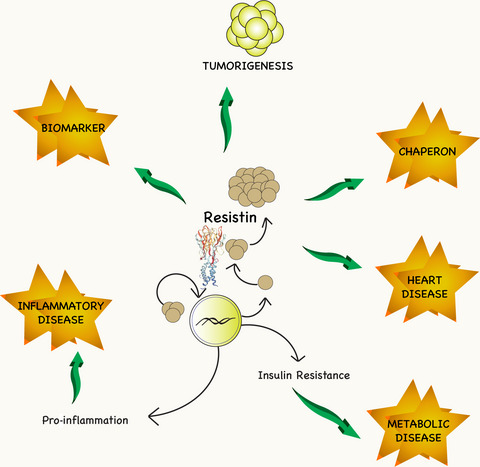 TUMORIGENESIS
BIOMARKER
CHAPERON
Resistin
HEART
DISEASE
INFLAMMATORY
DISEASE
Insulin Resistance
Pro-inflammation
METABOLIC
DISEASE